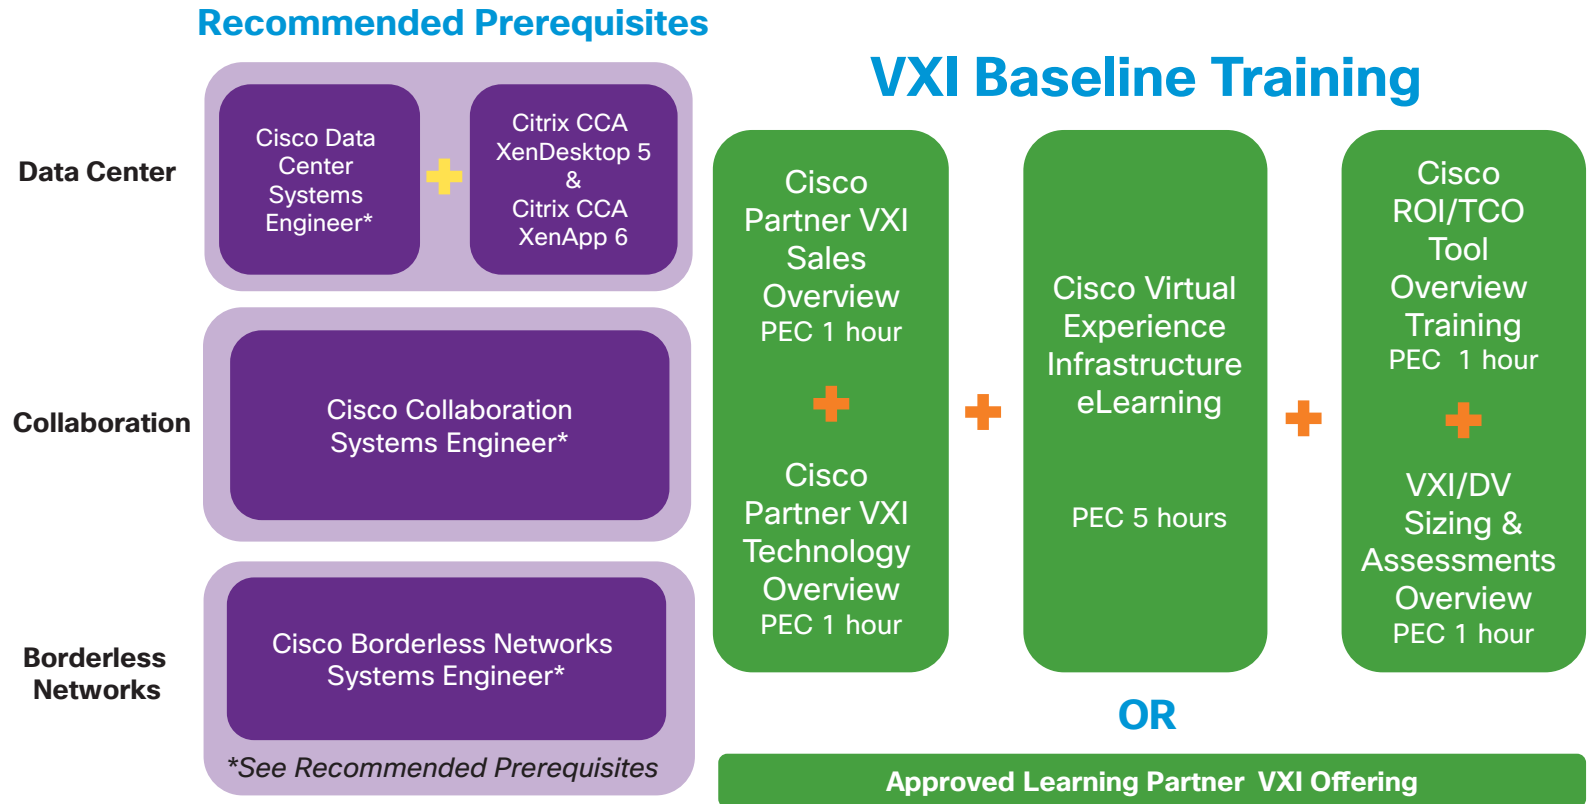 Recommended Prerequisites
Data Center
Cisco Data
Center
Systems
Engineer*
Citrix CCA
XenDesktop 5
&
Citrix CCA
XenApp 6
Collaboration
Cisco Collaboration
Systems Engineer*
Borderless
Networks
Cisco Borderless Networks
Systems Engineer*
*See Recommended Prerequisites
VXI Baseline Training
Cisco
Partner VXI
Sales
Overview
PEC 1 hour
Cisco
Partner VXI
Technology
Overview
PEC 1 hour
Cisco Virtual
Experience
Infrastructure
eLearning
PEC 5 hours
Cisco
ROI/TCO
Tool
Overview
Training
PEC 1 hour
VXI/DV
Sizing &
Assessments
Overview
PEC 1 hour
OR
Approved Learning Partner VXI Offering